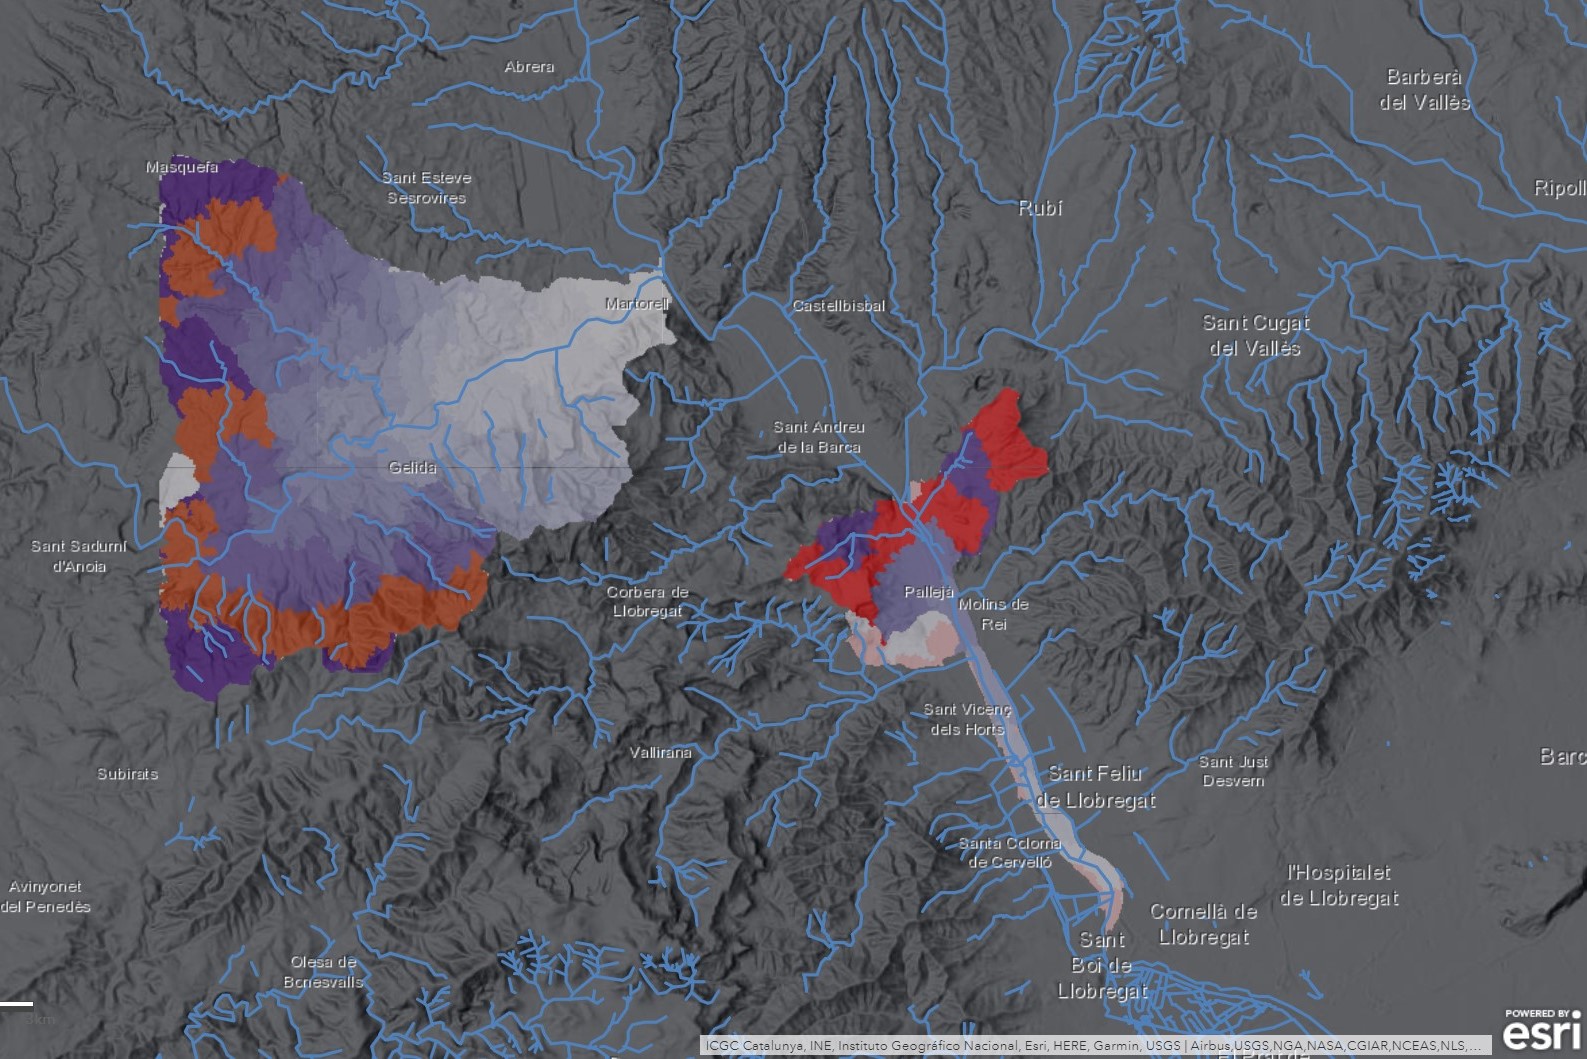 Abrera
Barberà
del Vallès
Masquefa
Sant Esteve
Sesrovires
Ripoll
Rubí
Martorell
Castellbisbal
Sant Cugat
del Vallès
Sant Andreu
de la Barca
Gelida
Sant Sadurní
d'Anoia
Corbera de
Llobregat
Pallejà
Molins de
Rei
Sant Vicenç
dels Horts
Vallirana
Subirats
Sant Feliu
de Llobregat
Sant Just
Desvern
Barc
Santa Coloma
de Cervelló
Avinyonet
del Penedès
l'Hospitalet
de Llobregat
Cornellà de
Llobregat
Sant
Boi de
Llobregat
Olesa de
Bonesvalls
3km
ICGC Catalunya, INE, Instituto Geográfico Nacional, Esri, HERE, Garmin, USGS | Airbus,USGS,NGA,NASA,CGIAR,NCEAS,NLS,...
POWERED BY
esri